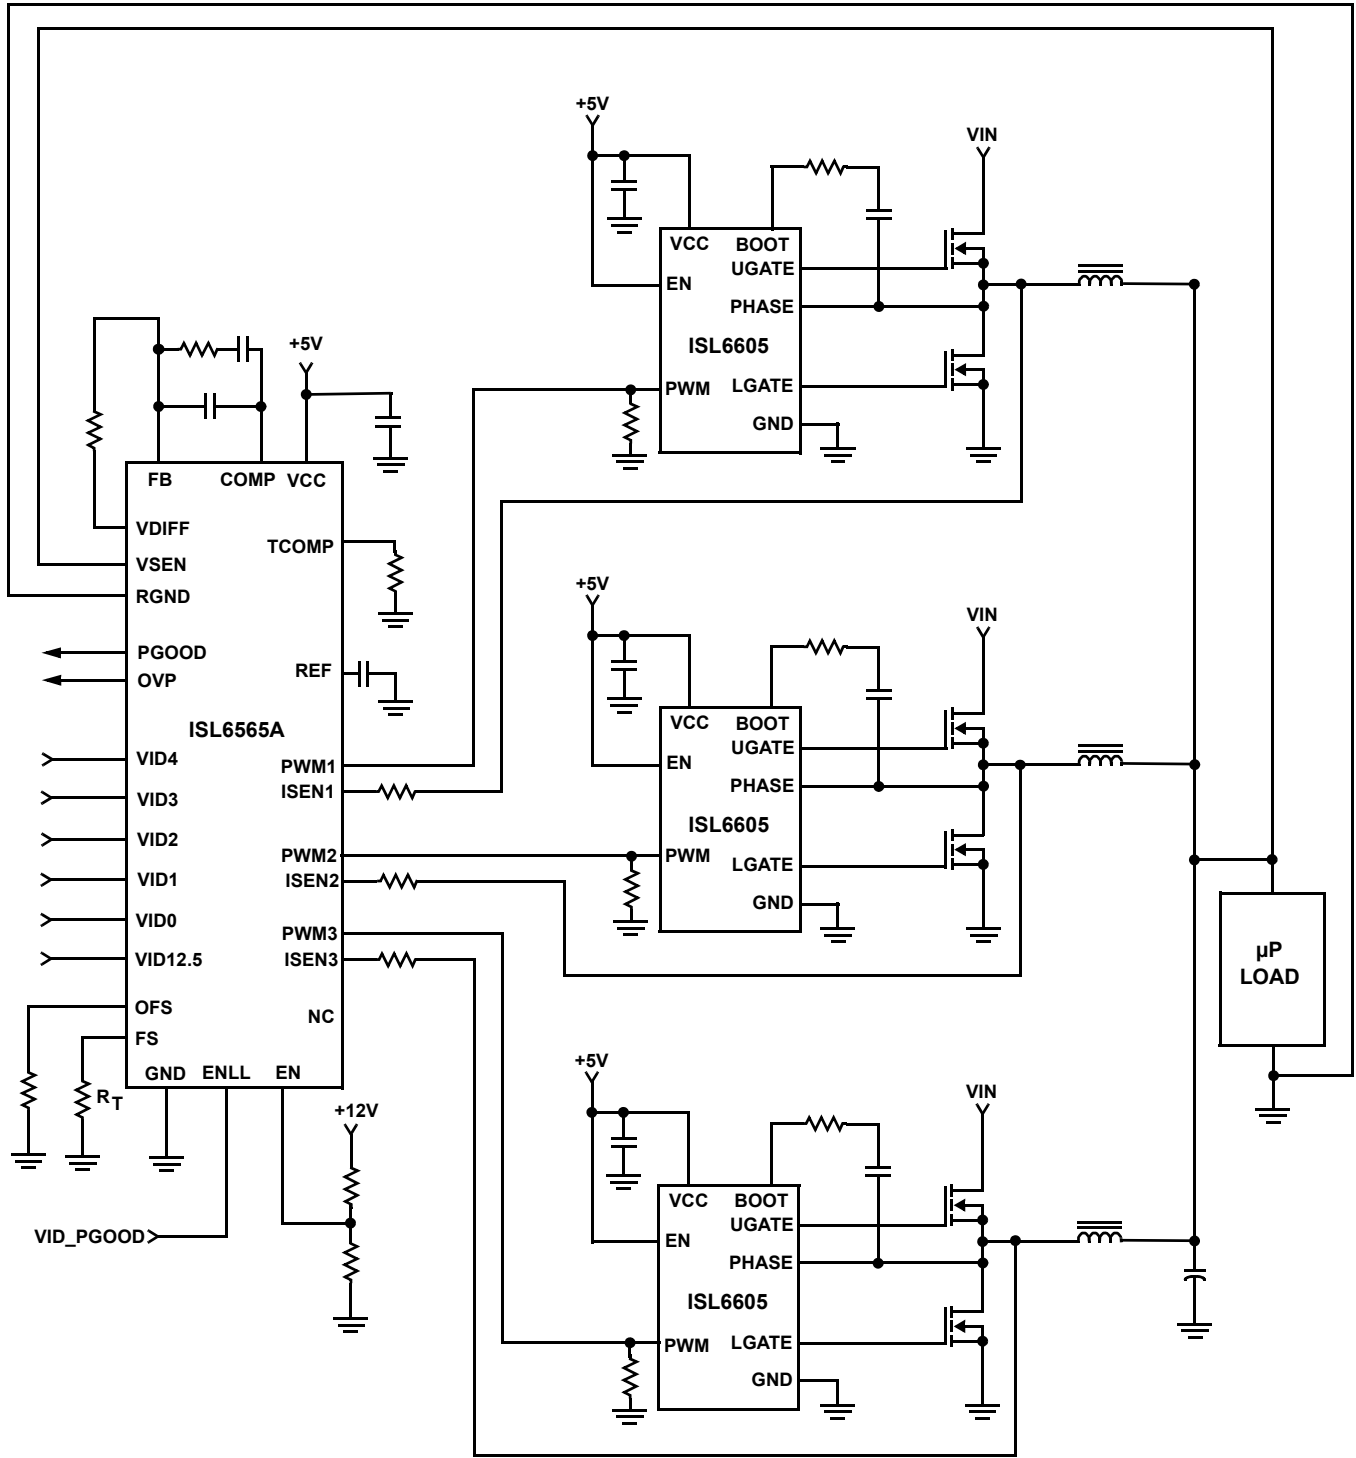 +5V
VIN
VCC
BOOT
UGATE
EN
PHASE
ISL6605
PWM
LGATE
GND
+5V
FB
COMP
VCC
VDIFF
TCOMP
VSEN
RGND
PGOOD
REF
OVP
ISL6565A
VID4
PWM1
ISEN1
VID3
VID2
PWM2
ISEN2
VID1
VID0
PWM3
VID12.5
ISEN3
OFS
NC
FS
GND
ENLL
EN
RT
+12V
VID_PGOOD
+5V
VIN
VCC
BOOT
UGATE
EN
PHASE
ISL6605
PWM
LGATE
GND
µP
LOAD
+5V
VIN
VCC
BOOT
UGATE
EN
PHASE
ISL6605
PWM
LGATE
GND